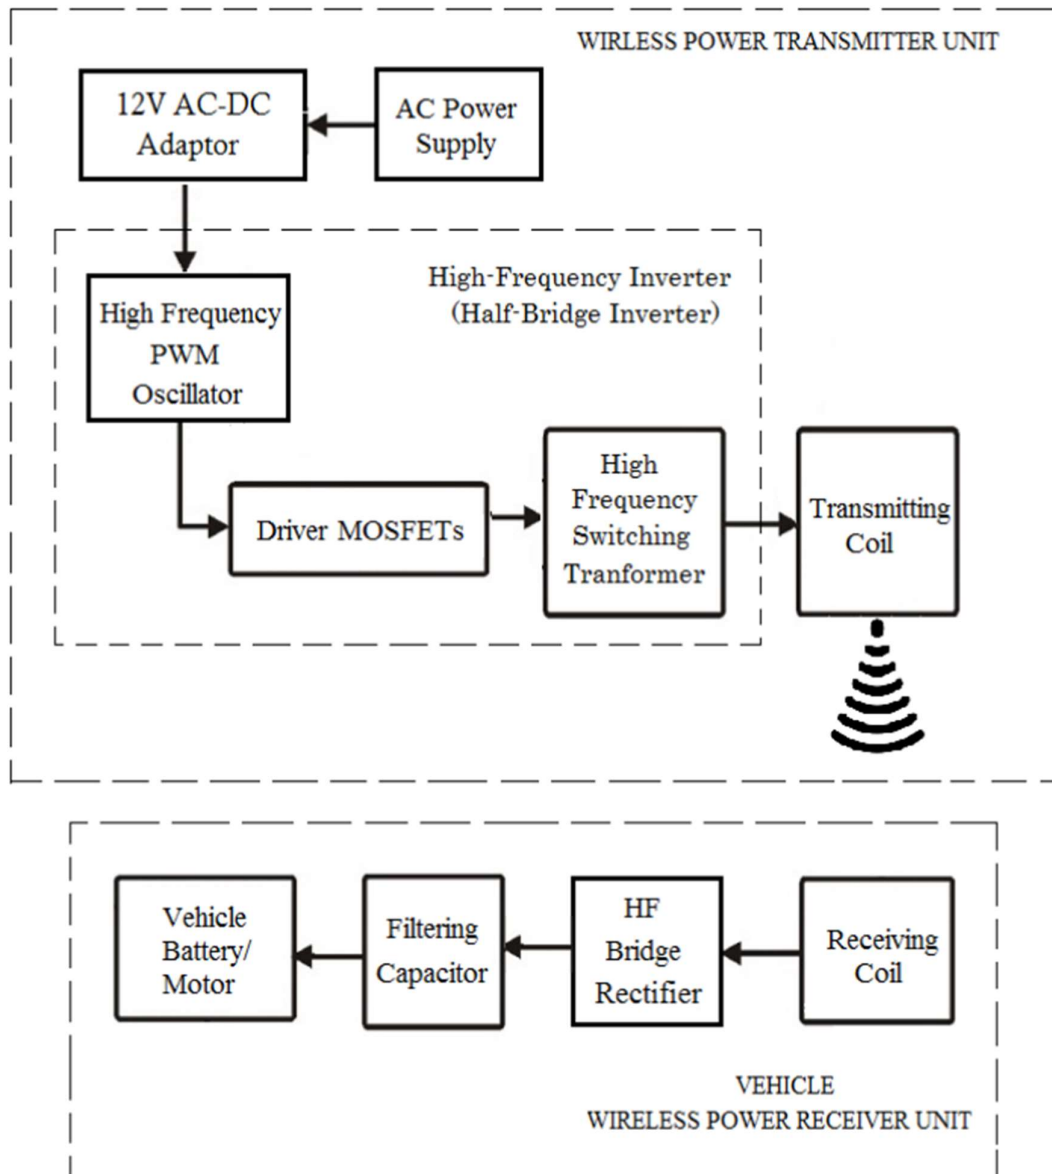 WIRLESS POWER TRANSMITTER UNIT
12V AC-DC
Adaptor
AC Power
Supply
High-Frequency Inverter
(Half-Bridge Inverter)
High Frequency
PWM
Oscillator
Driver MOSFETs
High
Frequency
Switching
Tranformer
Transmitting
Coil
Vehicle
Battery/
Motor
Filtering
Capacitor
HF
Bridge
Rectifier
Receiving
Coil
VEHICLE
WIRELESS POWER RECEIVER UNIT